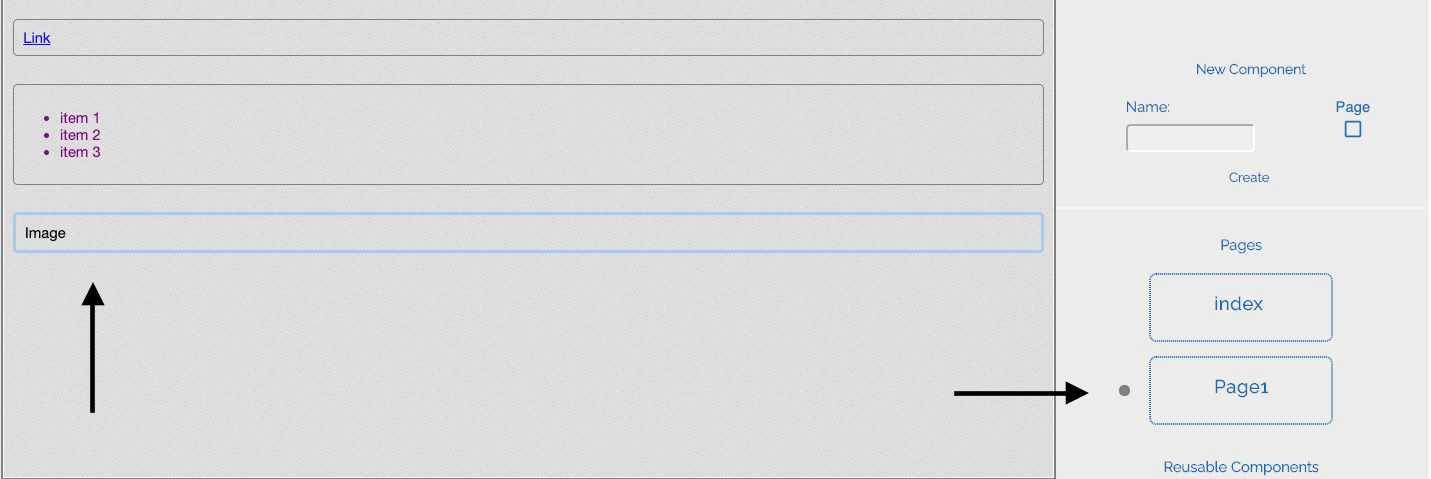 Link
item 1
item 2
item 3
Image
New Component
Name:
Page
Create
Pages
index
Page1
Reusable Components